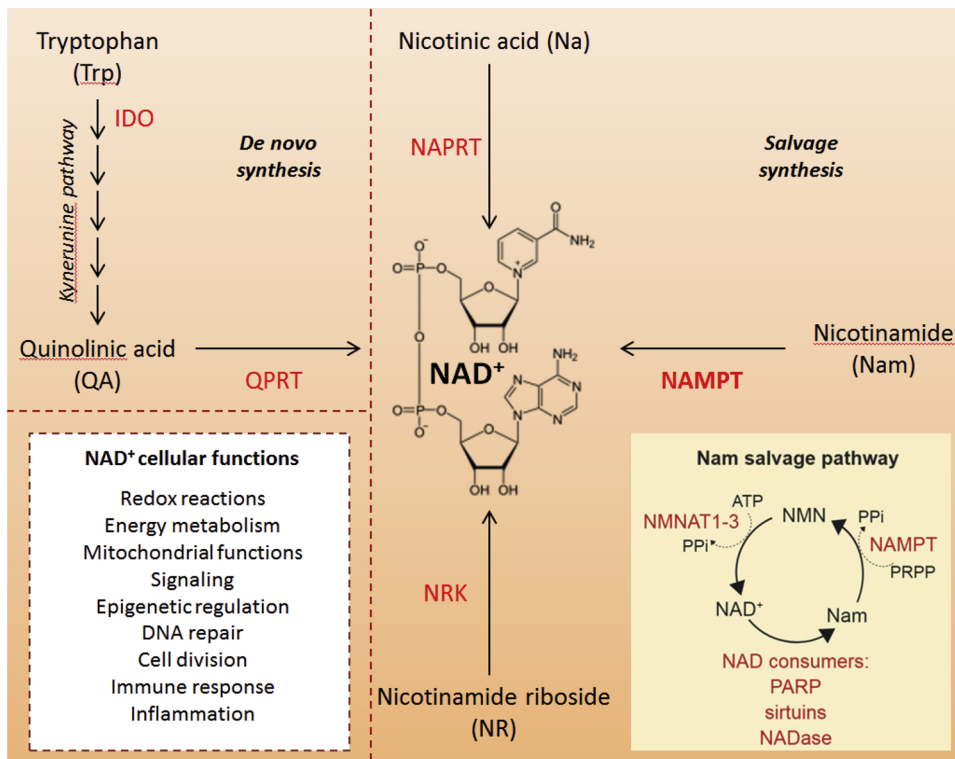 Tryptophan
(Trp)
IDO
Kynerunine pathway
De novo
synthesis
Quinolinic acid
(QA)
QPRT
Nicotinic acid (Na)
NAPRT
Salvage
synthesis
O
NH₂
N
+
O⁻
O=P
O
O
OH OH
O
NAD⁺
NH₂
N
N
N
N
O=P
O
O⁻
O
OH OH
Nicotinamide
(Nam)
NAMPT
NRK
Nicotinamide riboside
(NR)
NAD⁺ cellular functions
Redox reactions
Energy metabolism
Mitochondrial functions
Signaling
Epigenetic regulation
DNA repair
Cell division
Immune response
Inflammation
Nam salvage pathway
ATP
NMNAT1-3
PPi
NMN
PPi
NAMPT
PRPP
NAD⁺
Nam
NAD consumers:
PARP
sirtuins
NADase